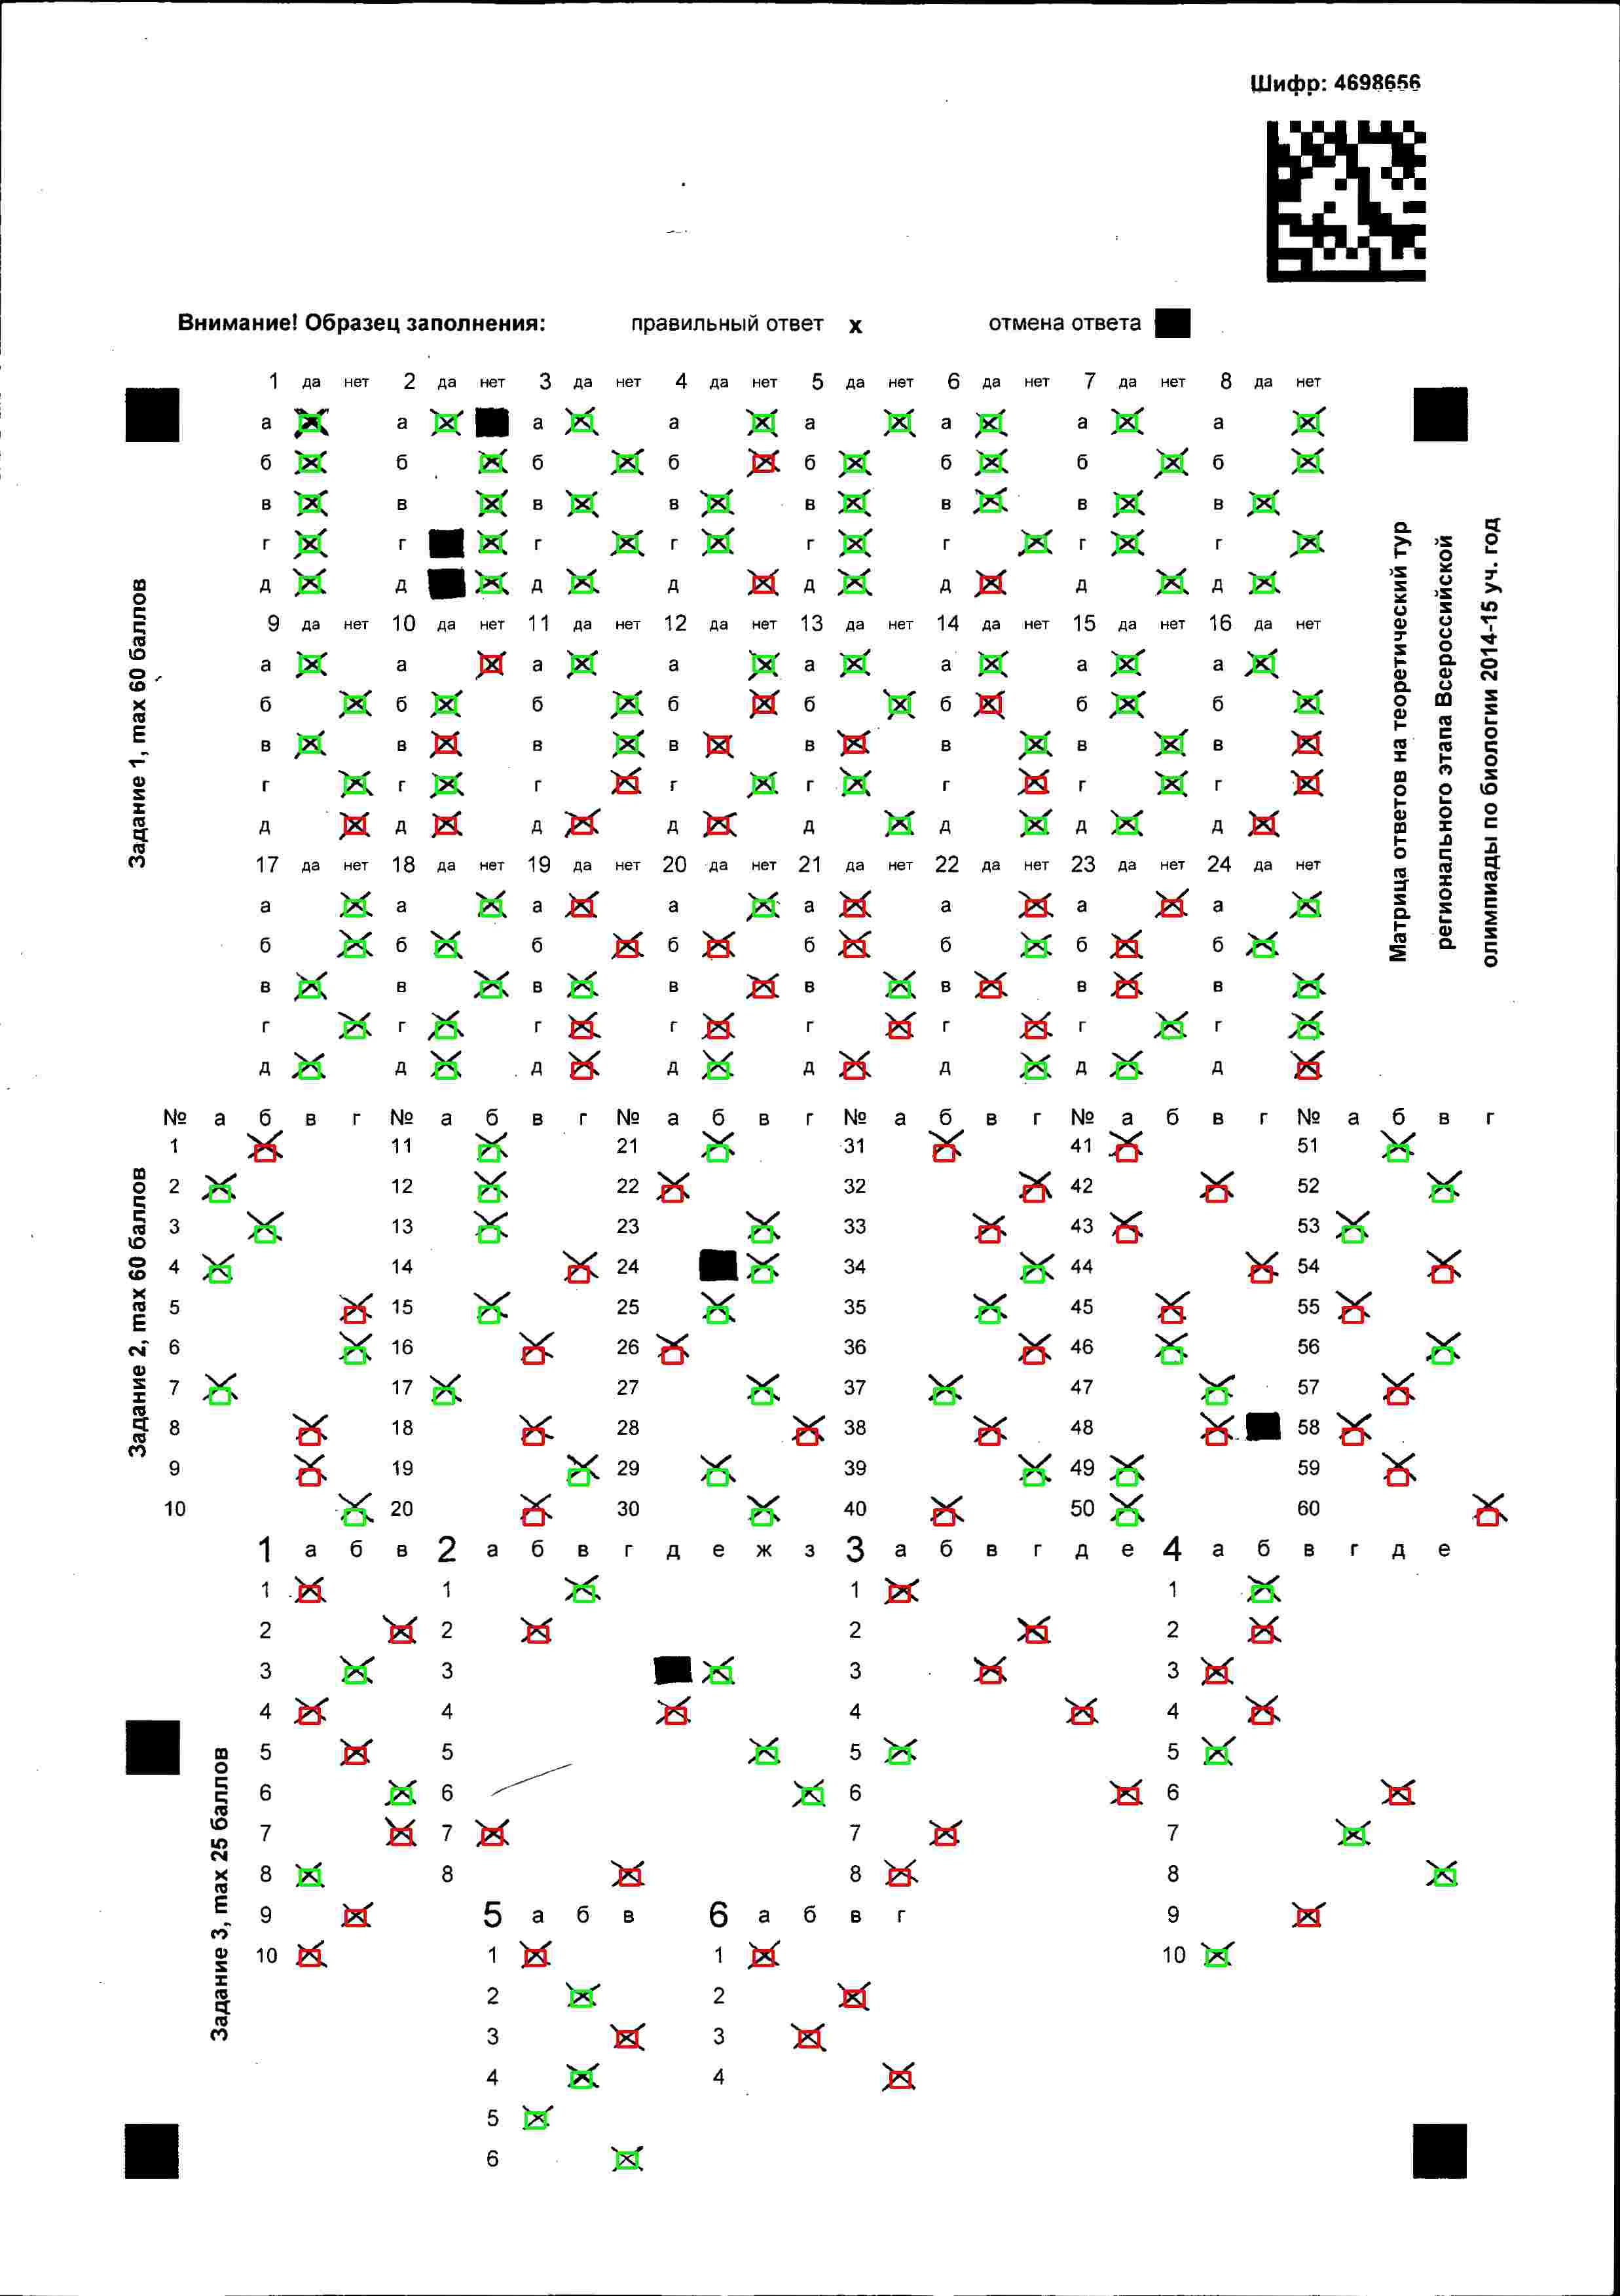 Шифр: 4698656
Внимание! Образец заполнения: правильный ответ х отмена ответа
1 да нет 2 да нет 3 да нет 4 да нет 5 да нет 6 да нет 7 да нет 8 да нет
а а а а а а а а
б б б б б б б б
в в в в в в в в
г г г г г г г г
д д д д д д д д
9 да нет 10 да нет 11 да нет 12 да нет 13 да нет 14 да нет 15 да нет 16 да нет
а а а а а а а а
б б б б б б б б
в в в в в в в в
г г г г г г г г
д д д д д д д д
17 да нет 18 да нет 19 да нет 20 да нет 21 да нет 22 да нет 23 да нет 24 да нет
а а а а а а а а
б б б б б б б б
в в в в в в в в
г г г г г г г г
д д д д д д д д
Задание 1, max 60 баллов
Матрица ответов на теоретический тур
регионального этапа Всероссийской
олимпиады по биологии 2014-15 уч. год
№ а б в г № а б в г № а б в г № а б в г № а б в г № а б в г
1 11 21 31 41 51
2 12 22 32 42 52
3 13 23 33 43 53
4 14 24 34 44 54
5 15 25 35 45 55
6 16 26 36 46 56
7 17 27 37 47 57
8 18 28 38 48 58
9 19 29 39 49 59
10 20 30 40 50 60
Задание 2, max 60 баллов
1 а б в 2 а б в г д е ж з 3 а б в г д е 4 а б в г д е
1 1 1 1
2 2 2 2
3 3 3 3
4 4 4 4
5 5 5 5
6 6 6 6
7 7 7 7
8 8 8 8
9 5 а б в 6 а б в г 9
10 1 1 10
2 2
3 3
4 4
5
6
Задание 3, max 25 баллов